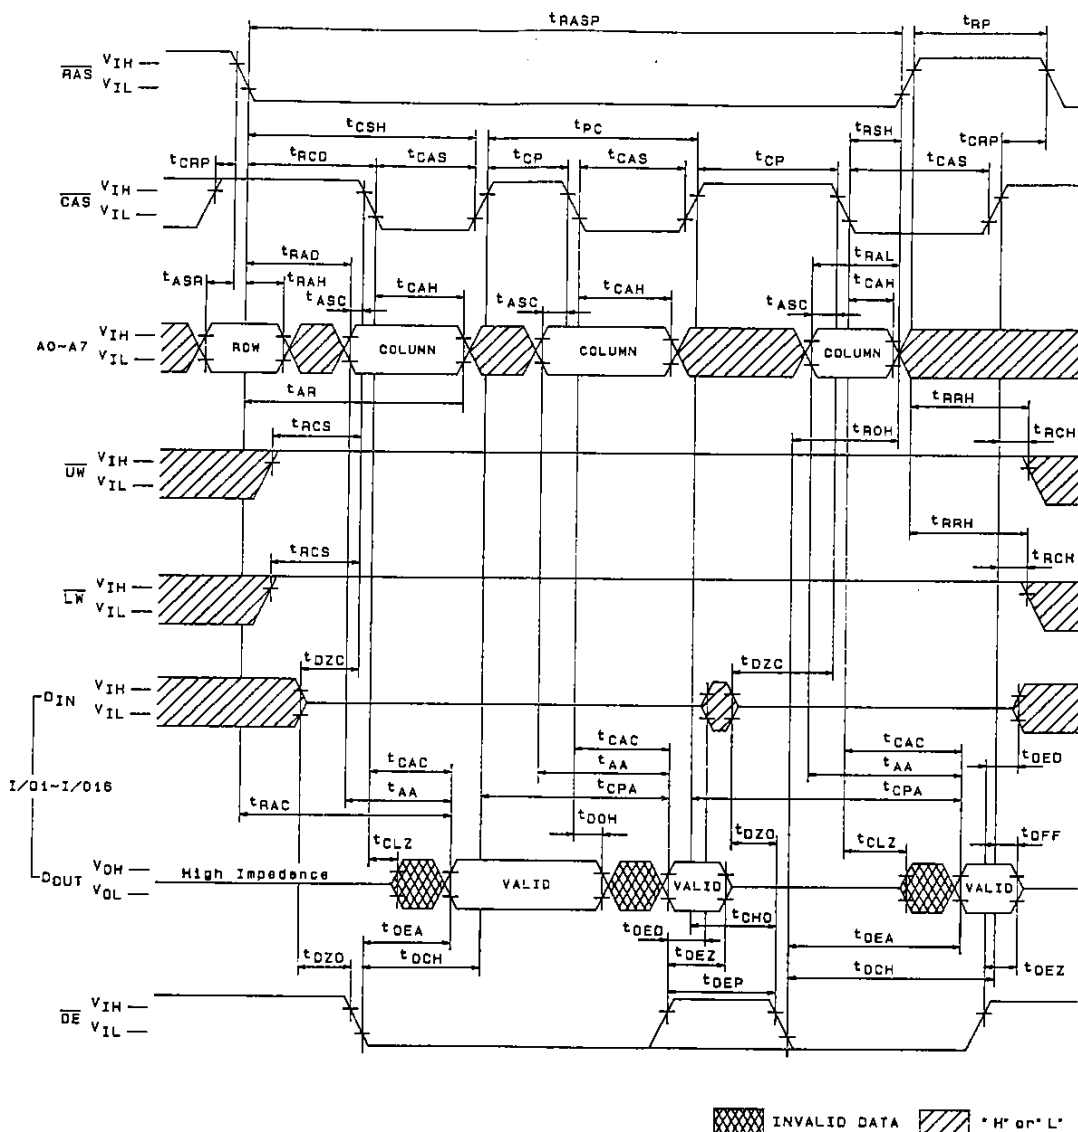 tRASP tRP
RAS VIH
VIL
tCSH tPC tRSH tCRP
tCRP tRCD tCAS tCP tCAS tCP tCAS
CAS VIH
VIL
tRAD tRAL
tASR tRAH tASC tCAH tASC tCAH tASC tCAH
A0~A7 VIH
VIL
ROW COLUMN COLUMN COLUMN
tAR tRRH
tRCS tROH tRCH
UW VIH
VIL
tRRH
tRCS tRCH
LW VIH
VIL
tDZC tDZC
DIN VIH
VIL
tCAC tCAC tCAC tOED
tAA tAA tAA
I/O1~I/O16
tRAC tCPA tCPA
tCLZ tDOH tDZO tCLZ tOFF
DOUT VOH
VOL
High Impedence VALID VALID VALID
tOEA tOED tCHO tOEA
tDZO tOCH tOEZ tOCH tOEZ
tOEP
OE VIH
VIL
INVALID DATA "H" or "L"